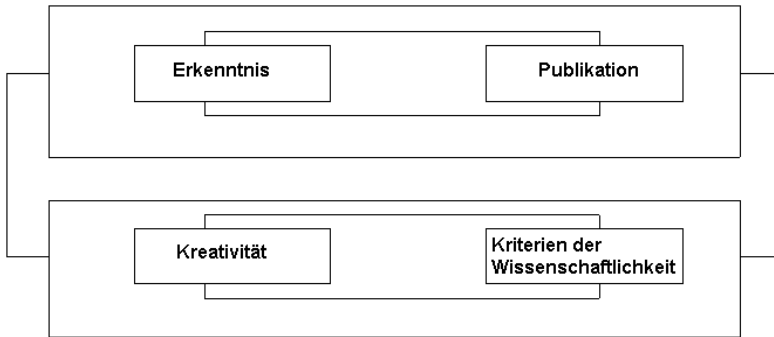 Erkenntnis
Publikation
Kreativität
Kriterien der
Wissenschaftlichkeit